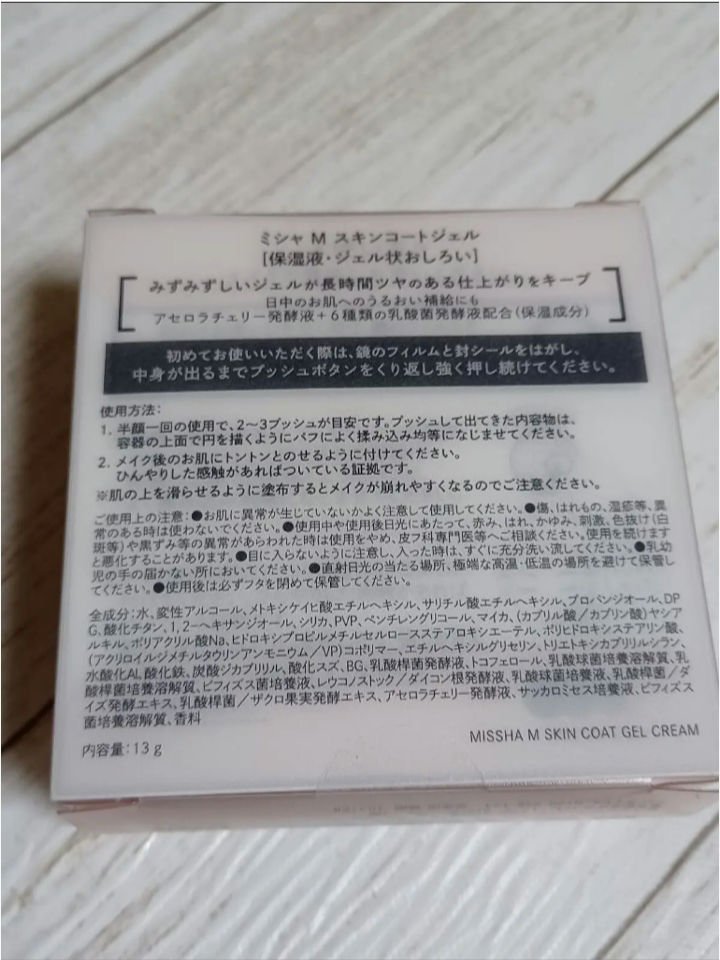 ミシャ M スキンコートジェル
[保湿液・ジェル状おしろい]
みずみずしいジェルが長時間ツヤのある仕上がりをキープ
日中のお肌へのうるおい補給にも
アセロラチェリー発酵液+6種類の乳酸菌発酵液配合(保湿成分)
初めてお使いいただく際は、鏡のフィルムと封シールをはがし、
中身が出るまでプッシュボタンをくり返し強く押し続けてください。
使用方法:
1. 半顔一回の使用で、2~3プッシュが目安です。プッシュして出てきた内容物は、
容器の上面で円を描くようにパフによく揉み込み均等になじませてください。
2. メイク後のお肌にトントンとのせるように付けてください。
ひんやりした感触があればついている証拠です。
※肌の上を滑らせるように塗布するとメイクが崩れやすくなるのでご注意ください。
ご使用上の注意:●お肌に異常が生じていないかよく注意して使用してください。●傷、はれもの、湿疹等、異
常のある時は使わないでください。●使用中や使用後日光にあたって、赤み、はれ、かゆみ、刺激、色抜け(白
斑等)や黒ずみ等の異常があらわれた時は使用をやめ、皮フ科専門医等へご相談ください。使用を続けます
と悪化することがあります。●目に入らないように注意し、入った時は、すぐに充分洗い流してください。●乳幼
児の手の届かない所においてください。●直射日光の当たる場所、極端な高温・低温の場所を避けて保管し
てください。●使用後は必ずフタを閉めて保管してください。
全成分:水、変性アルコール、メトキシケイヒ酸エチルヘキシル、サリチル酸エチルヘキシル、プロパンジオール、DP
G、酸化チタン、1,2-ヘキサンジオール、シリカ、PVP、ペンチレングリコール、マイカ、(カプリル酸/カプリン酸)ヤシア
ルキル、ポリアクリル酸Na、ヒドロキシプロピルメチルセルロースステアロキシエーテル、ポリヒドロキシステアリン酸、
(アクリロイルジメチルタウリンアンモニウム/VP)コポリマー、エチルヘキシルグリセリン、トリエトキシカプリリルシラン、
水酸化AL、酸化鉄、炭酸ジカプリリル、酸化スズ、BG、乳酸桿菌発酵液、トコフェロール、乳酸球菌培養溶解質、乳
酸桿菌培養溶解質、ビフィズス菌培養液、レウコノストック/ダイコン根発酵液、乳酸球菌培養液、乳酸桿菌/ダ
イズ発酵エキス、乳酸桿菌/ザクロ果実発酵エキス、アセロラチェリー発酵液、サッカロミセス培養液、ビフィズス
菌培養溶解質、香料
内容量:13 g
MISSHA M SKIN COAT GEL CREAM